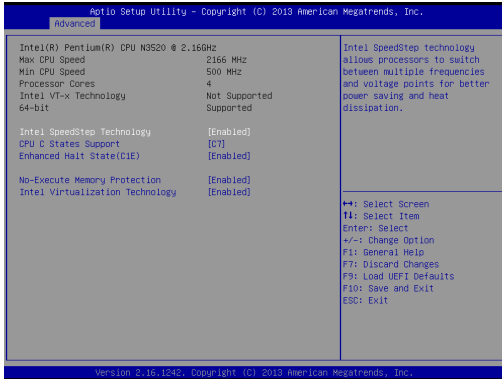 Aptio Setup Utility – Copyright (C) 2013 American Megatrends, Inc.
Advanced
Intel(R) Pentium(R) CPU N3520 @ 2.16GHz
Max CPU Speed 2166 MHz
Min CPU Speed 500 MHz
Processor Cores 4
Intel VT-x Technology Not Supported
64-bit Supported
Intel SpeedStep Technology [Enabled]
CPU C States Support [C7]
Enhanced Halt State(C1E) [Enabled]
No-Execute Memory Protection [Enabled]
Intel Virtualization Technology [Enabled]
Intel SpeedStep technology
allows processors to switch
between multiple frequencies
and voltage points for better
power saving and heat
dissipation.
↔: Select Screen
↑↓: Select Item
Enter: Select
+/-: Change Option
F1: General Help
F7: Discard Changes
F9: Load UEFI Defaults
F10: Save and Exit
ESC: Exit
Version 2.16.1242. Copyright (C) 2013 American Megatrends, Inc.